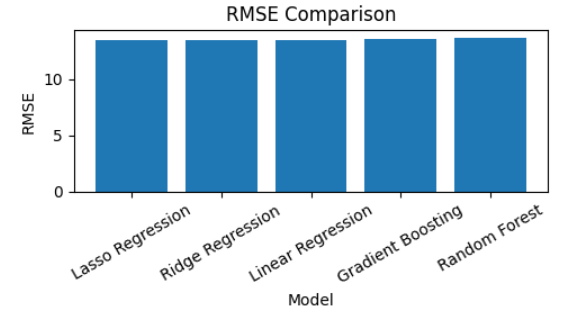 RMSE Comparison
10
5
0
RMSE
Lasso Regression
Ridge Regression
Linear Regression
Gradient Boosting
Random Forest
Model